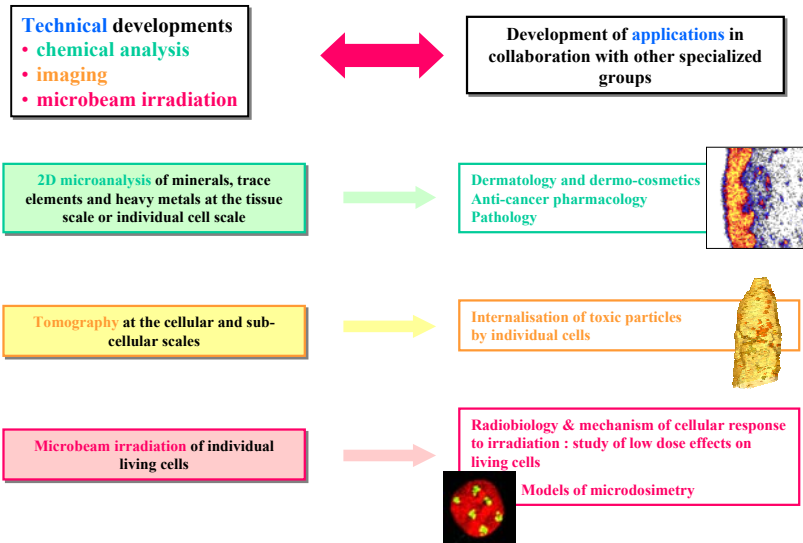 Technical developments
• chemical analysis
• imaging
• microbeam irradiation
Development of applications in
collaboration with other specialized
groups
2D microanalysis of minerals, trace
elements and heavy metals at the tissue
scale or individual cell scale
Dermatology and dermo-cosmetics
Anti-cancer pharmacology
Pathology
Tomography at the cellular and sub-
cellular scales
Internalisation of toxic particles
by individual cells
Microbeam irradiation of individual
living cells
Radiobiology & mechanism of cellular response
to irradiation : study of low dose effects on
living cells
Models of microdosimetry